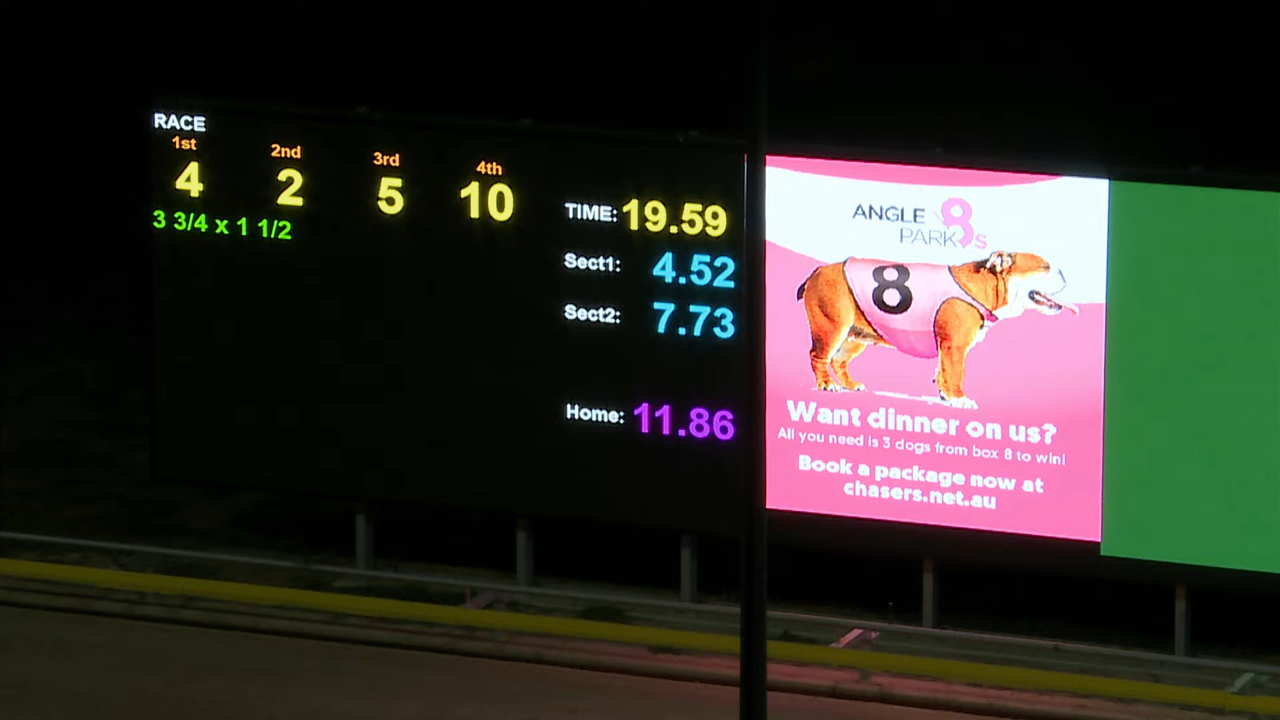 RACE
1st 2nd 3rd 4th
4 2 5 10
3 3/4 x 1 1/2
TIME: 19.59
Sect1: 4.52
Sect2: 7.73
Home: 11.86
ANGLE 8s
PARK
8
Want dinner on us?
All you need is 3 dogs from box 8 to win!
Book a package now at
chasers.net.au